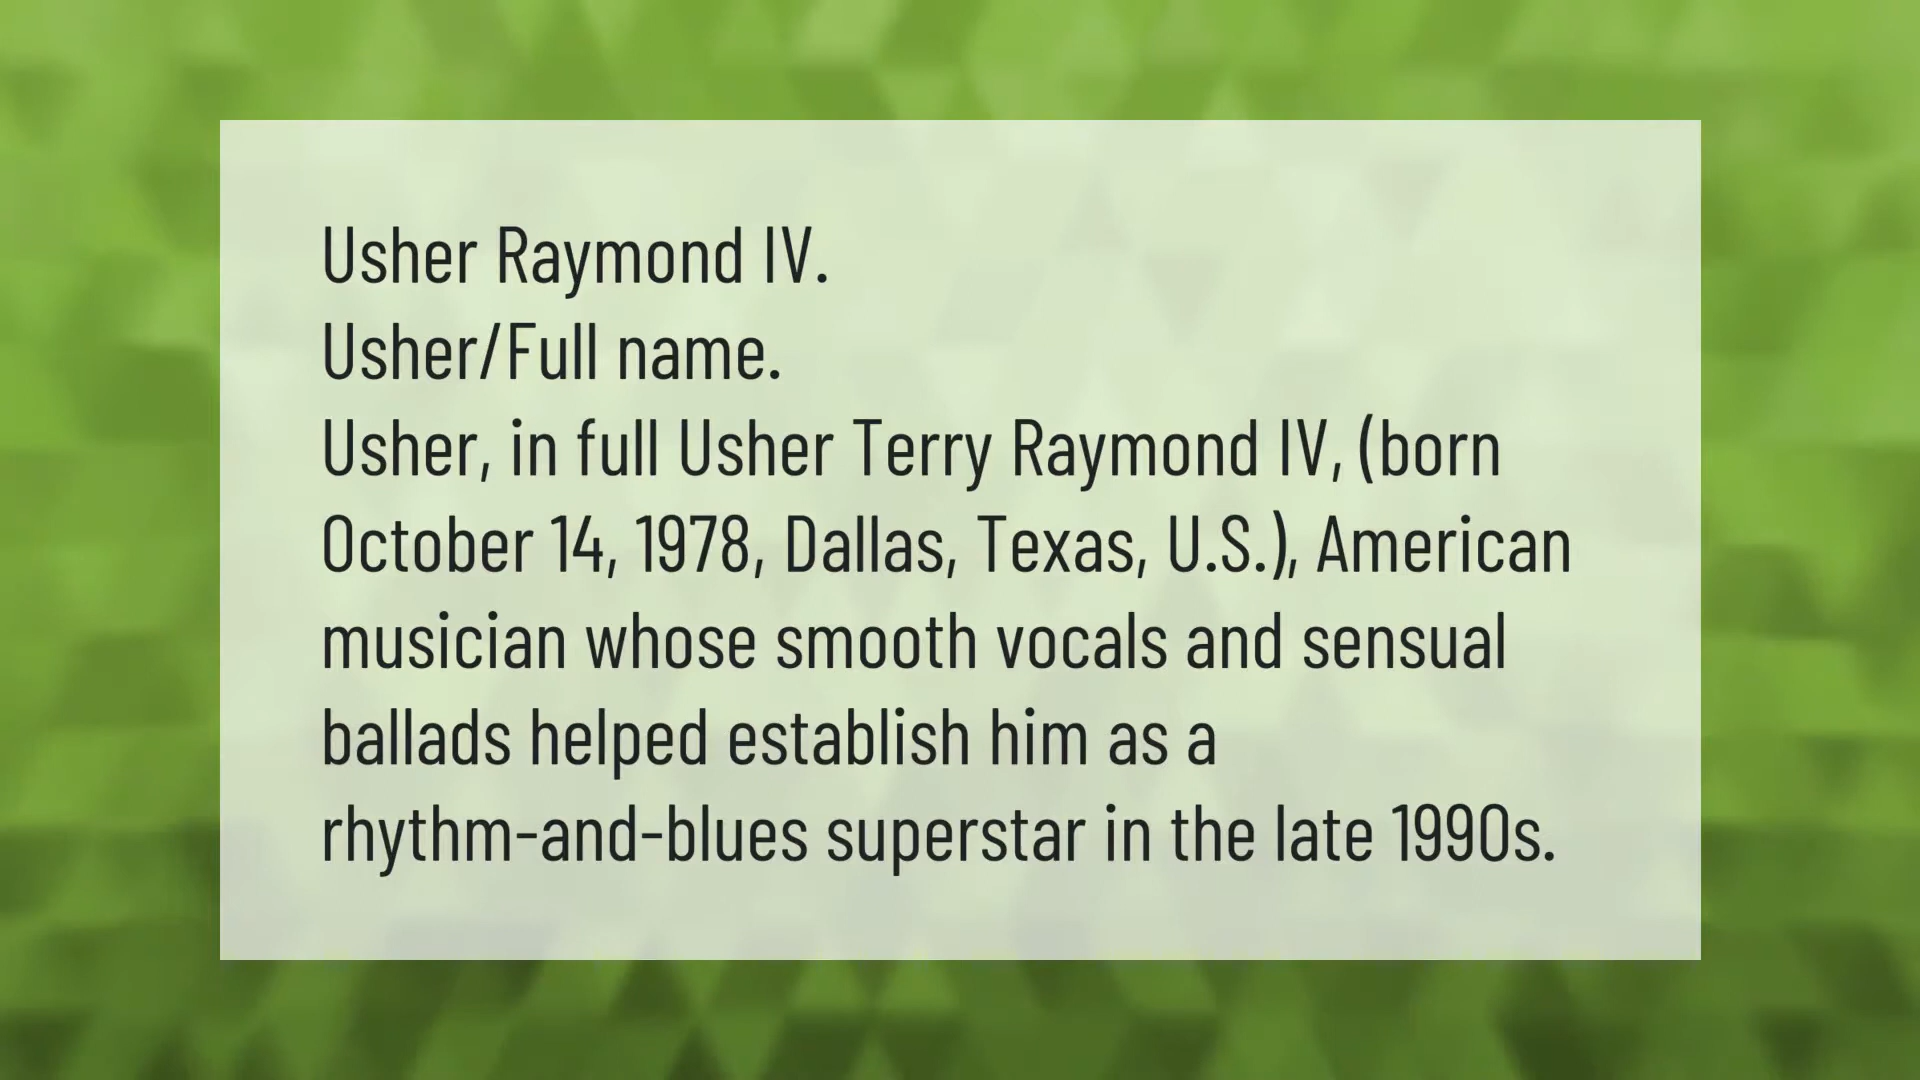 Usher Raymond IV.
Usher/Full name.
Usher, in full Usher Terry Raymond IV, (born
October 14, 1978, Dallas, Texas, U.S.), American
musician whose smooth vocals and sensual
ballads helped establish him as a
rhythm-and-blues superstar in the late 1990s.